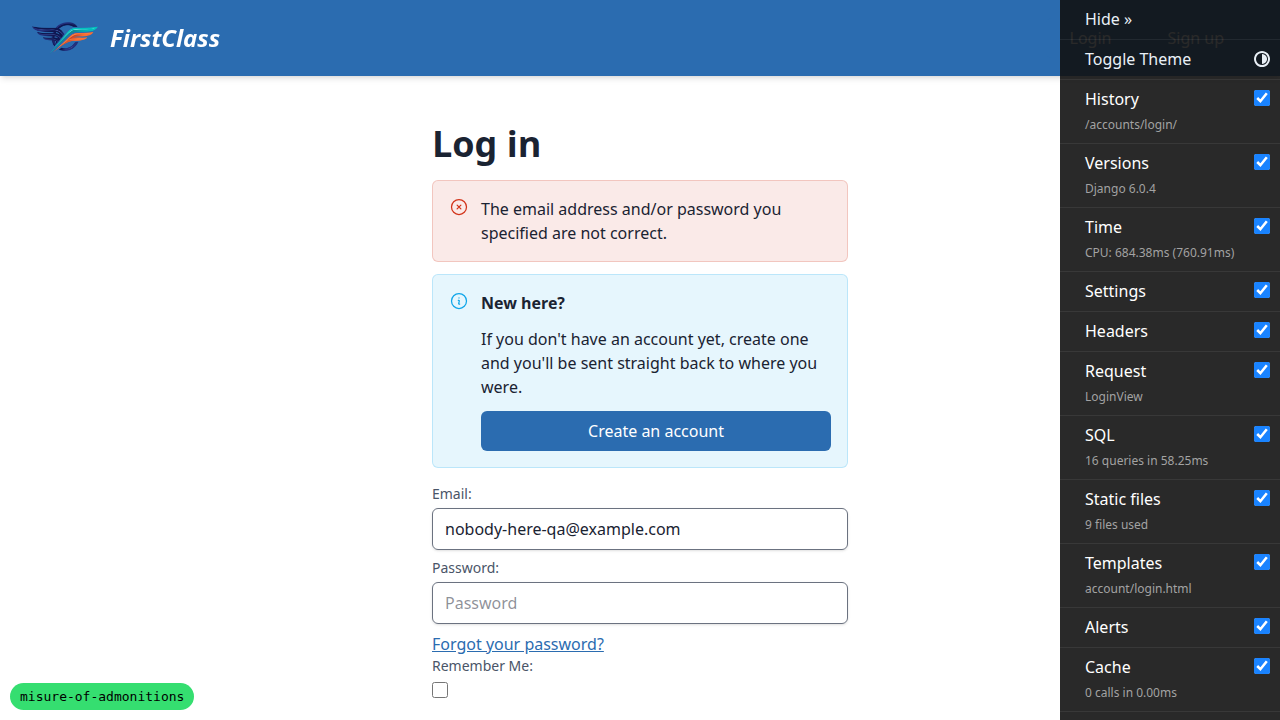 FirstClass
Login
Sign up
Hide »
Toggle Theme
History
/accounts/login/
Versions
Django 6.0.4
Time
CPU: 684.38ms (760.91ms)
Settings
Headers
Request
LoginView
SQL
16 queries in 58.25ms
Static files
9 files used
Templates
account/login.html
Alerts
Cache
0 calls in 0.00ms
Log in
The email address and/or password you
specified are not correct.
New here?
If you don't have an account yet, create one
and you'll be sent straight back to where you
were.
Create an account
Email:
nobody-here-qa@example.com
Password:
Password
Forgot your password?
Remember Me:
misure-of-admonitions